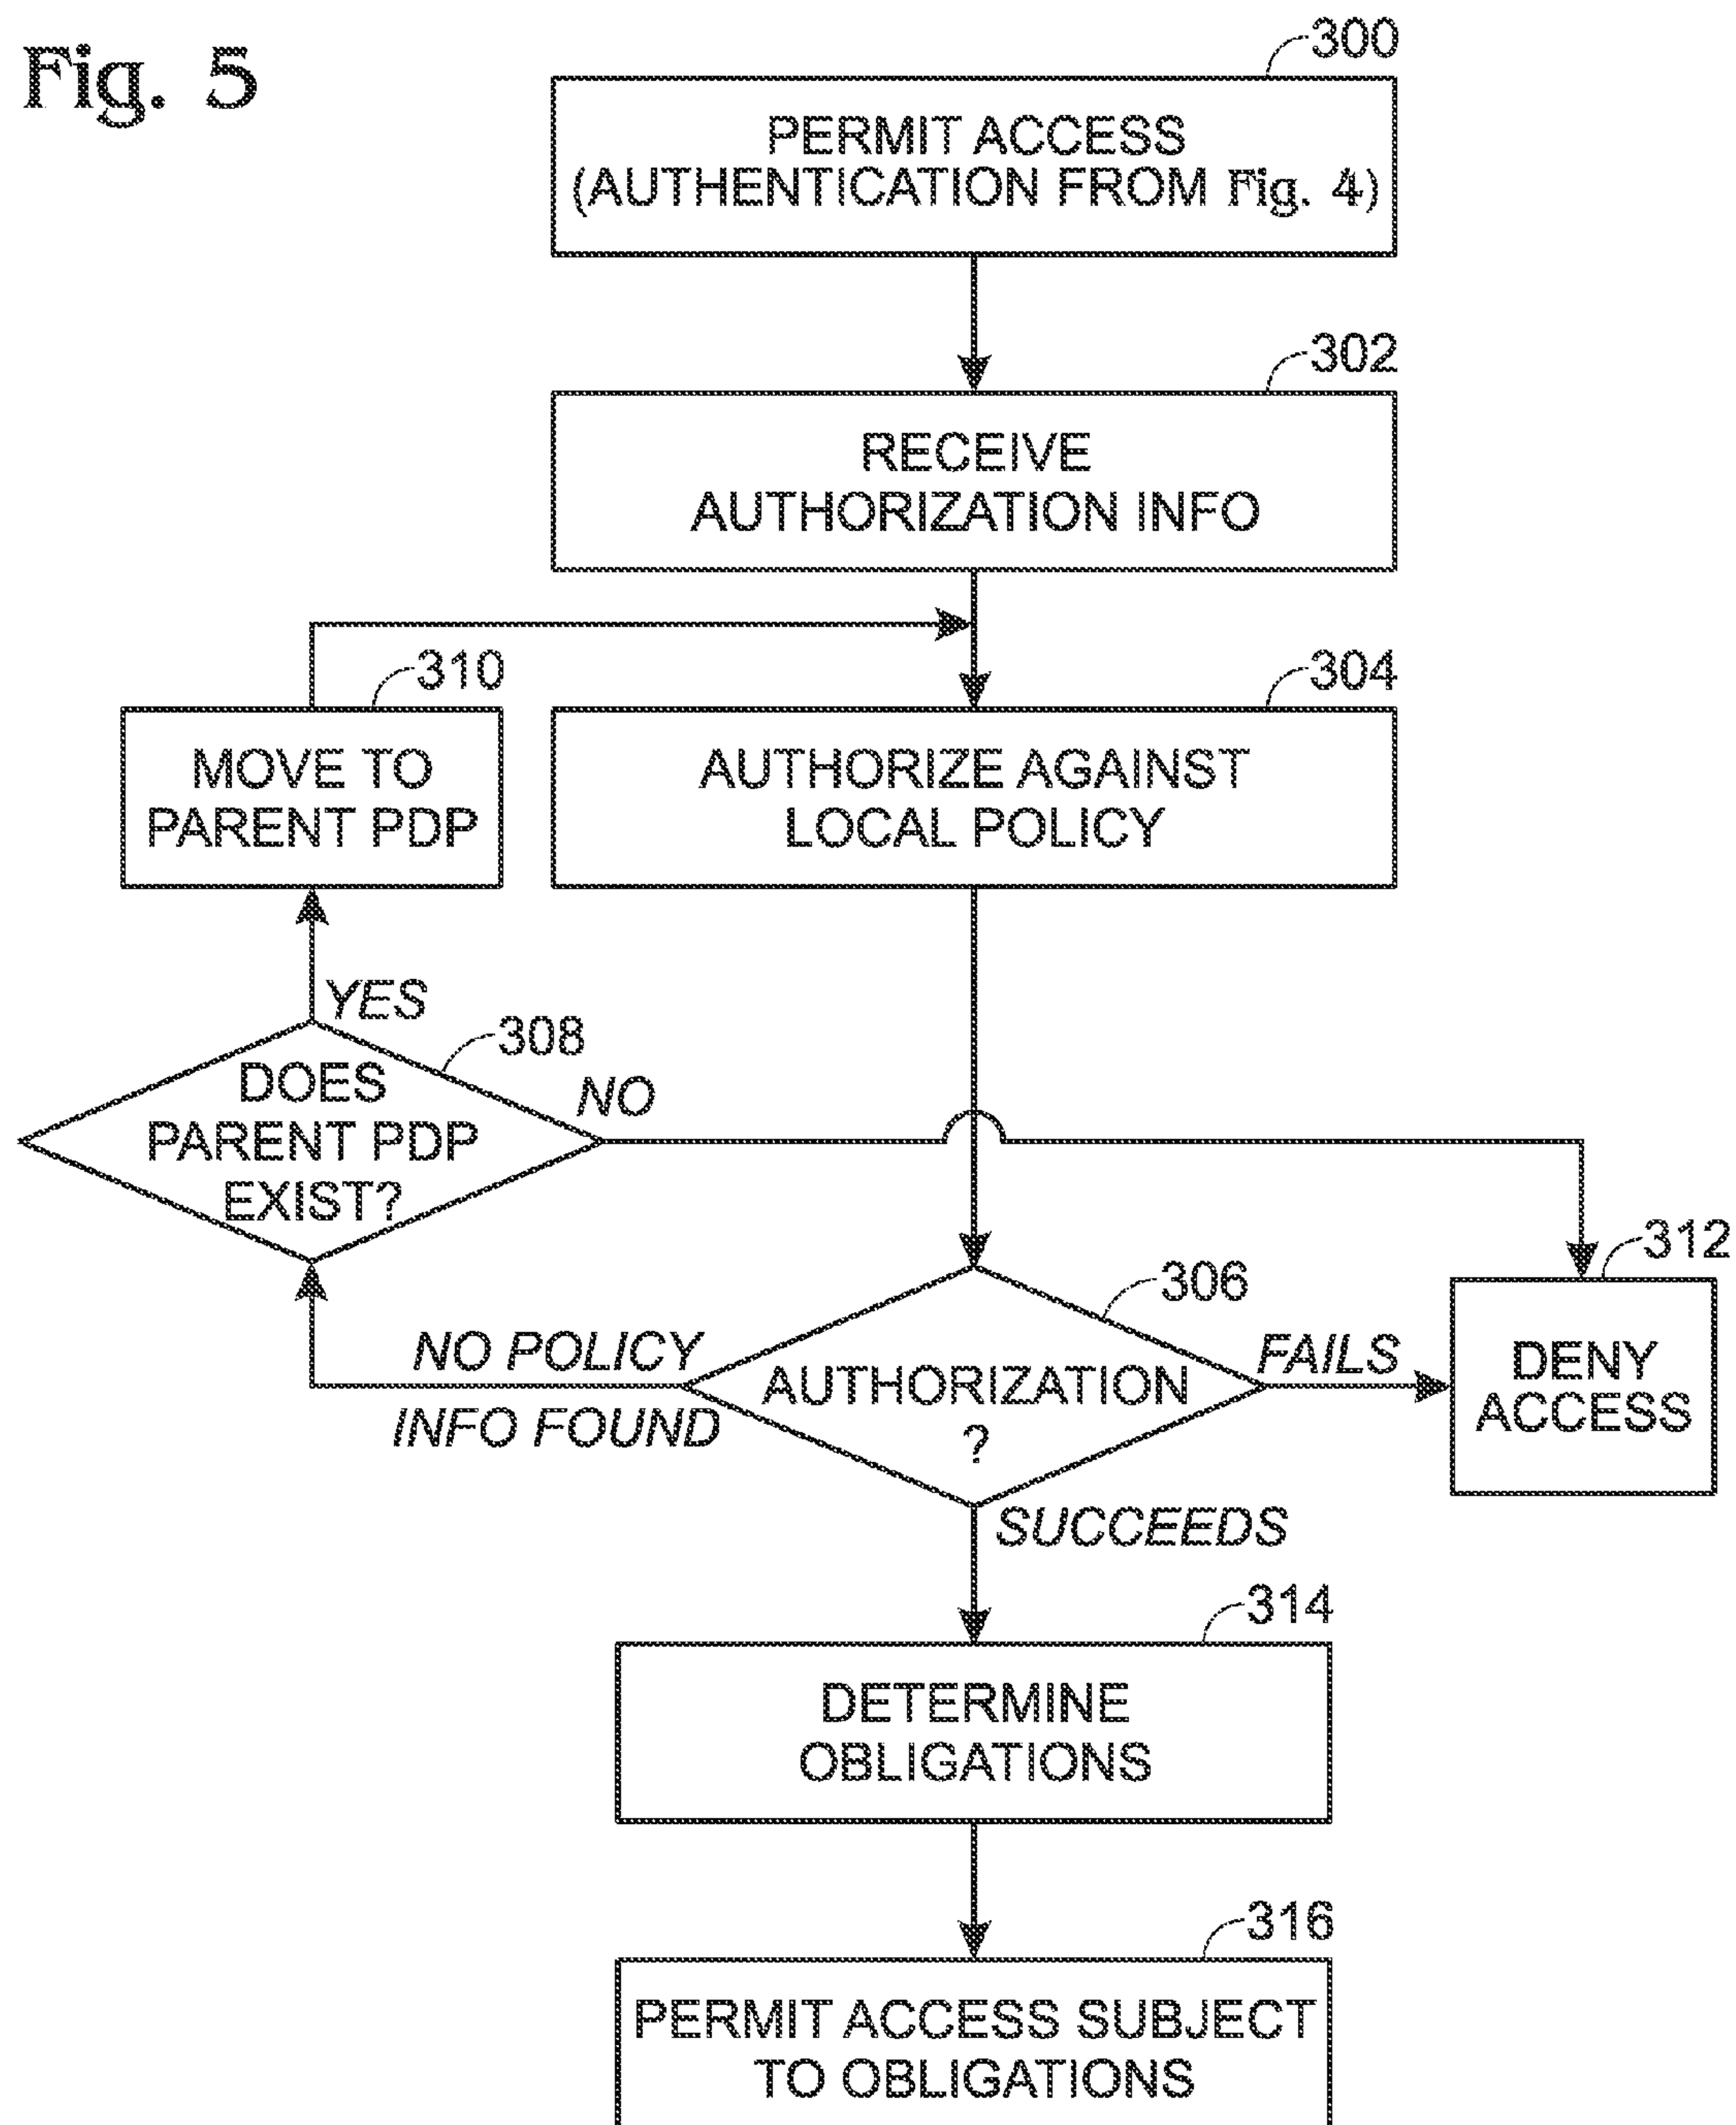 Fig. 5
300
PERMIT ACCESS
(AUTHENTICATION FROM Fig. 4)
302
RECEIVE
AUTHORIZATION INFO
310
MOVE TO
PARENT PDP
304
AUTHORIZE AGAINST
LOCAL POLICY
YES
308
DOES
PARENT PDP
EXIST?
NO
312
DENY
ACCESS
306
AUTHORIZATION
?
NO POLICY
INFO FOUND
FAILS
SUCCEEDS
314
DETERMINE
OBLIGATIONS
316
PERMIT ACCESS SUBJECT
TO OBLIGATIONS